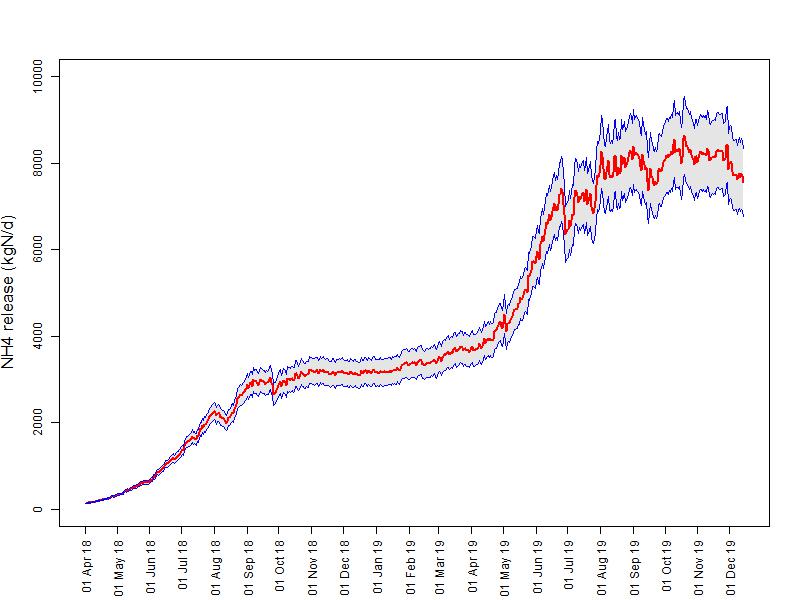 NH4 release (kgN/d)
10000
8000
6000
4000
2000
0
01 Apr 18
01 May 18
01 Jun 18
01 Jul 18
01 Aug 18
01 Sep 18
01 Oct 18
01 Nov 18
01 Dec 18
01 Jan 19
01 Feb 19
01 Mar 19
01 Apr 19
01 May 19
01 Jun 19
01 Jul 19
01 Aug 19
01 Sep 19
01 Oct 19
01 Nov 19
01 Dec 19